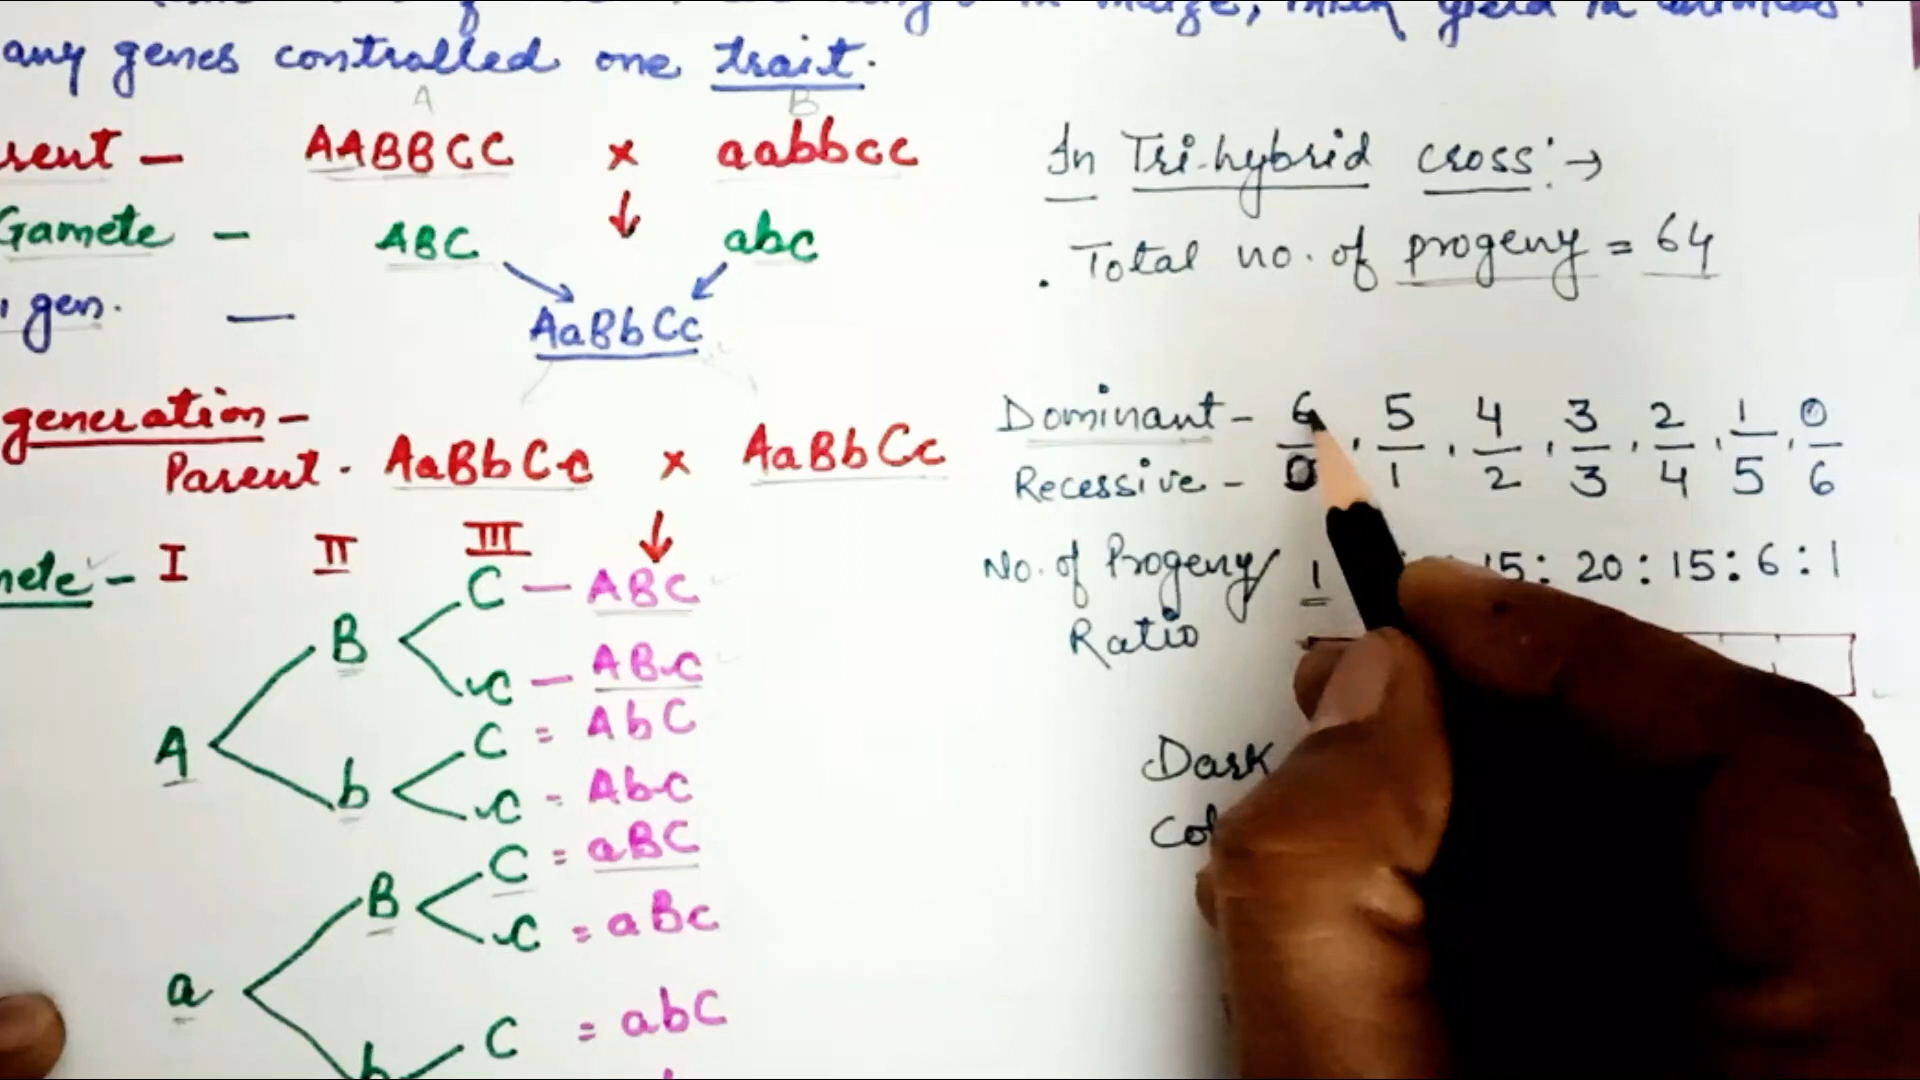 any genes controlled one trait.
A B
AABBCC × aabbcc
Gamete - ABC abc
gen. — AaBbCc
generation -
Parent. AaBbCc × AaBbCc
I II III
C - ABC
B
c - ABc
A
C = AbC
b
c - Abc
C = aBC
B
c = aBc
a
C = abC
b
In Tri-hybrid cross :→
. Total no. of progeny = 64
Dominant - 6 5 4 3 2 1 0
Recessive - 0 , 1 , 2 , 3 , 4 , 5 , 6
No. of Progeny / 1 15 : 20 : 15 : 6 : 1
Ratio
Dark